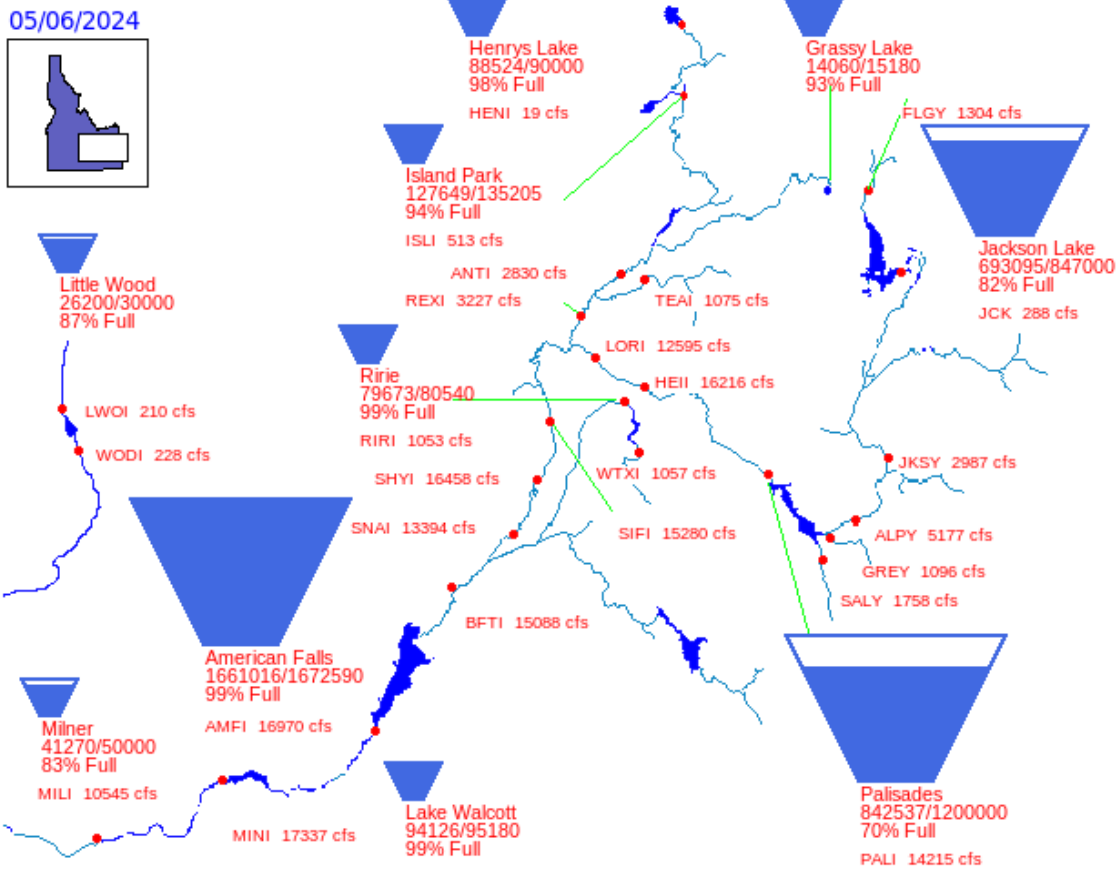 05/06/2024
Henrys Lake
88524/90000
98% Full
HENI 19 cfs
Grassy Lake
14060/15180
93% Full
FLGY 1304 cfs
Island Park
127649/135205
94% Full
ISLI 513 cfs
Jackson Lake
693095/847000
82% Full
JCK 288 cfs
Little Wood
26200/30000
87% Full
ANTI 2830 cfs
REXI 3227 cfs
TEAI 1075 cfs
LORI 12595 cfs
HEII 16216 cfs
Ririe
79673/80540
99% Full
RIRI 1053 cfs
LWOI 210 cfs
WODI 228 cfs
SHYI 16458 cfs
WTXI 1057 cfs
JKSY 2987 cfs
SNAI 13394 cfs
SIFI 15280 cfs
ALPY 5177 cfs
GREY 1096 cfs
SALY 1758 cfs
BFTI 15088 cfs
American Falls
1661016/1672590
99% Full
AMFI 16970 cfs
Milner
41270/50000
83% Full
MILI 10545 cfs
MINI 17337 cfs
Lake Walcott
94126/95180
99% Full
Palisades
842537/1200000
70% Full
PALI 14215 cfs